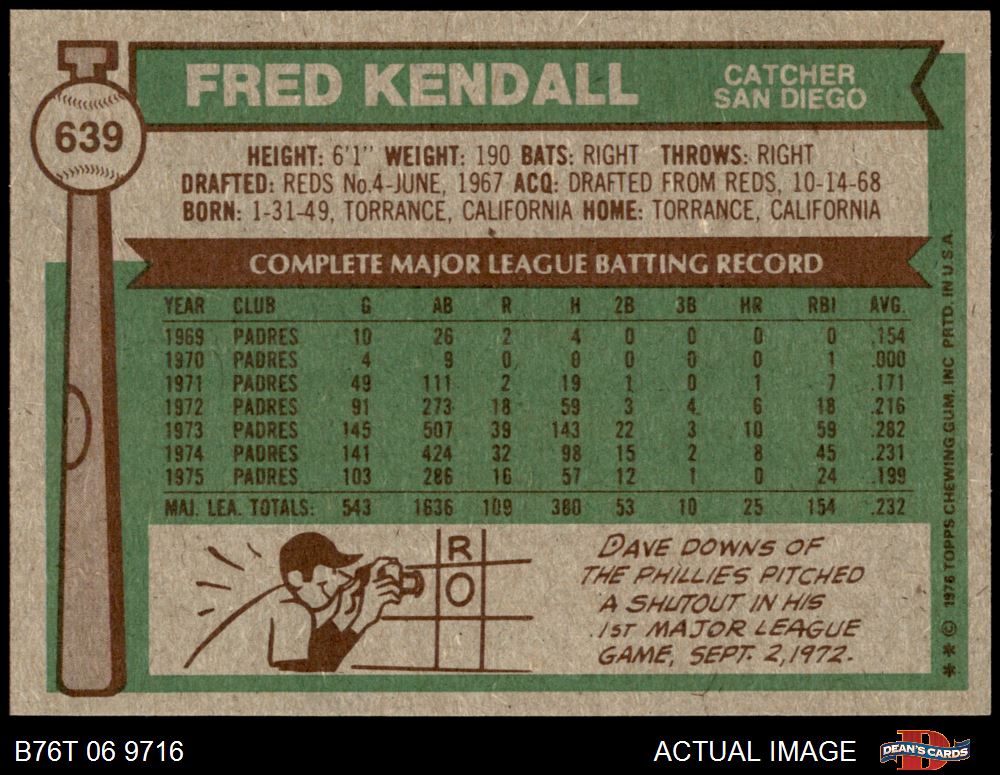 639
FRED KENDALL
CATCHER
SAN DIEGO
HEIGHT: 6'1" WEIGHT: 190 BATS: RIGHT THROWS: RIGHT
DRAFTED: REDS No.4-JUNE, 1967 ACQ: DRAFTED FROM REDS, 10-14-68
BORN: 1-31-49, TORRANCE, CALIFORNIA HOME: TORRANCE, CALIFORNIA
COMPLETE MAJOR LEAGUE BATTING RECORD
YEAR CLUB G AB R H 2B 3B HR RBI AVG.
1969 PADRES 10 26 2 4 0 0 0 0 .154
1970 PADRES 4 9 0 0 0 0 0 1 .000
1971 PADRES 49 111 2 19 1 0 1 7 .171
1972 PADRES 91 273 18 59 3 4 6 18 .216
1973 PADRES 145 507 39 143 22 3 10 59 .282
1974 PADRES 141 424 32 98 15 2 8 45 .231
1975 PADRES 103 286 16 57 12 1 0 24 .199
MAJ. LEA. TOTALS: 543 1636 109 380 53 10 25 154 .232
R
O
DAVE DOWNS OF
THE PHILLIES PITCHED
A SHUTOUT IN HIS
1ST MAJOR LEAGUE
GAME, SEPT. 2, 1972.
** © 1976 TOPPS CHEWING GUM, INC. PRTD. IN U.S.A.
B76T 06 9716
ACTUAL IMAGE
D
DEAN'S CARDS